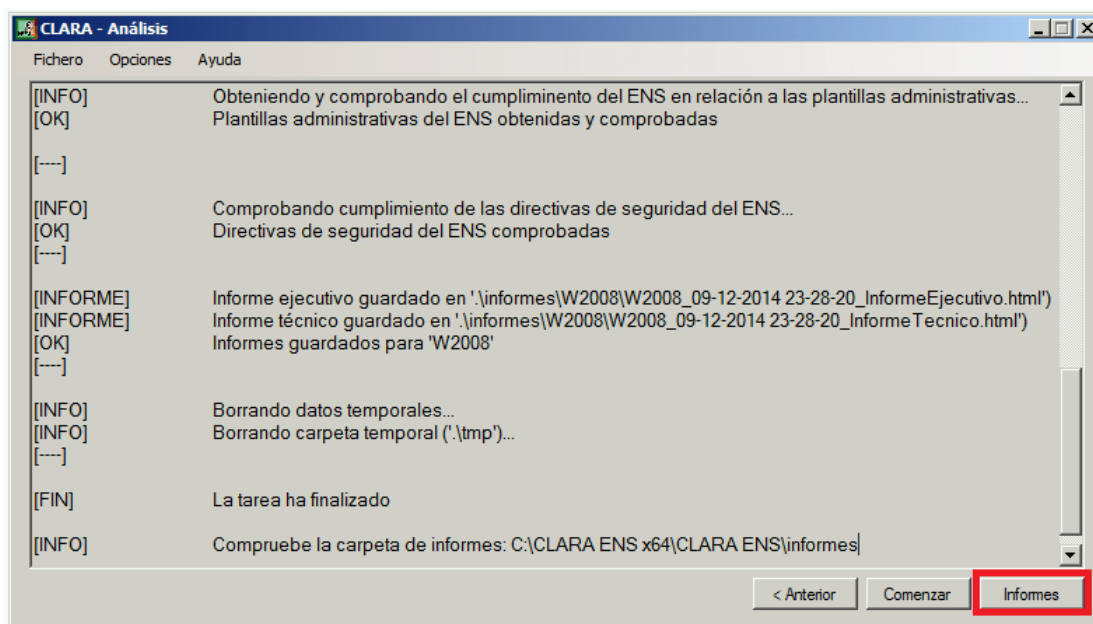 CLARA - Análisis
Fichero Opciones Ayuda
[INFO] Obteniendo y comprobando el cumpliminento del ENS en relación a las plantillas administrativas...
[OK] Plantillas administrativas del ENS obtenidas y comprobadas
[----]
[INFO] Comprobando cumplimiento de las directivas de seguridad del ENS...
[OK] Directivas de seguridad del ENS comprobadas
[----]
[INFORME] Informe ejecutivo guardado en '.\informes\W2008\W2008_09-12-2014 23-28-20_InformeEjecutivo.html')
[INFORME] Informe técnico guardado en '.\informes\W2008\W2008_09-12-2014 23-28-20_InformeTecnico.html')
[OK] Informes guardados para 'W2008'
[----]
[INFO] Borrando datos temporales...
[INFO] Borrando carpeta temporal ('.\tmp')...
[----]
[FIN] La tarea ha finalizado
[INFO] Compruebe la carpeta de informes: C:\CLARA ENS x64\CLARA ENS\informes
< Anterior Comenzar Informes